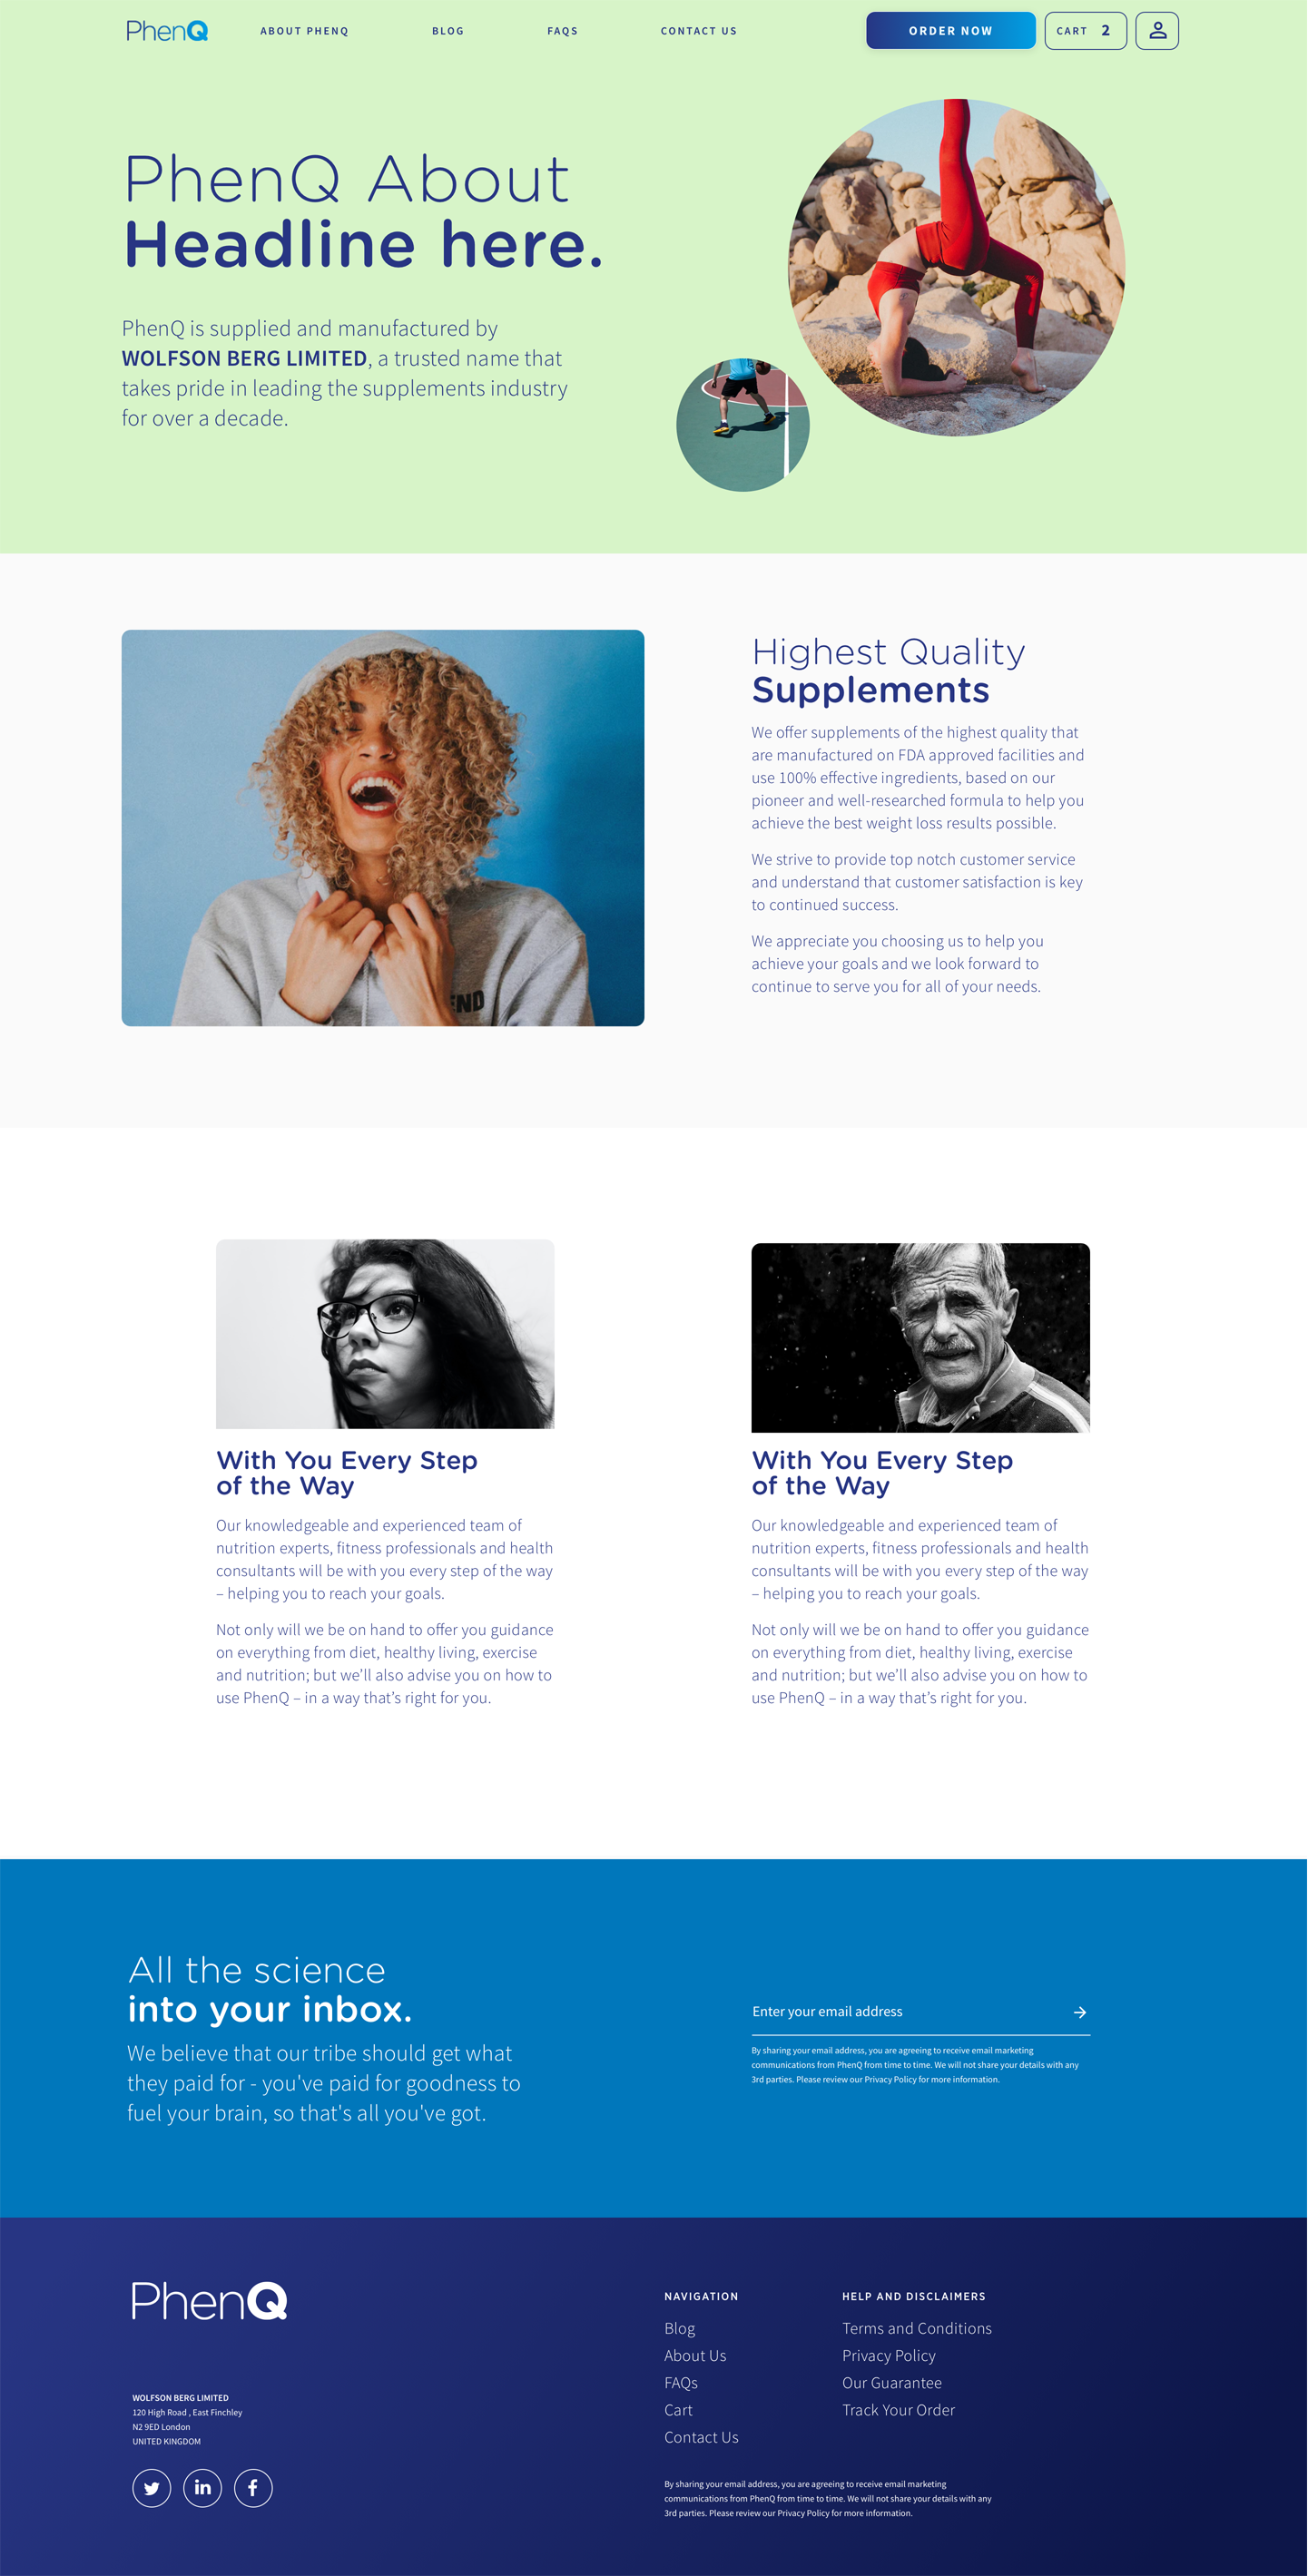 PhenQ
ABOUT PHENQ
BLOG
FAQS
CONTACT US
ORDER NOW
CART 2
PhenQ About
Headline here.
PhenQ is supplied and manufactured by
WOLFSON BERG LIMITED, a trusted name that
takes pride in leading the supplements industry
for over a decade.
END
Highest Quality
Supplements
We offer supplements of the highest quality that
are manufactured on FDA approved facilities and
use 100% effective ingredients, based on our
pioneer and well-researched formula to help you
achieve the best weight loss results possible.
We strive to provide top notch customer service
and understand that customer satisfaction is key
to continued success.
We appreciate you choosing us to help you
achieve your goals and we look forward to
continue to serve you for all of your needs.
With You Every Step
of the Way
Our knowledgeable and experienced team of
nutrition experts, fitness professionals and health
consultants will be with you every step of the way
– helping you to reach your goals.
Not only will we be on hand to offer you guidance
on everything from diet, healthy living, exercise
and nutrition; but we’ll also advise you on how to
use PhenQ – in a way that’s right for you.
With You Every Step
of the Way
Our knowledgeable and experienced team of
nutrition experts, fitness professionals and health
consultants will be with you every step of the way
– helping you to reach your goals.
Not only will we be on hand to offer you guidance
on everything from diet, healthy living, exercise
and nutrition; but we’ll also advise you on how to
use PhenQ – in a way that’s right for you.
All the science
into your inbox.
We believe that our tribe should get what
they paid for - you've paid for goodness to
fuel your brain, so that's all you've got.
Enter your email address
By sharing your email address, you are agreeing to receive email marketing
communications from PhenQ from time to time. We will not share your details with any
3rd parties. Please review our Privacy Policy for more information.
PhenQ
WOLFSON BERG LIMITED
120 High Road , East Finchley
N2 9ED London
UNITED KINGDOM
in
f
NAVIGATION
Blog
About Us
FAQs
Cart
Contact Us
HELP AND DISCLAIMERS
Terms and Conditions
Privacy Policy
Our Guarantee
Track Your Order
By sharing your email address, you are agreeing to receive email marketing
communications from PhenQ from time to time. We will not share your details with any
3rd parties. Please review our Privacy Policy for more information.